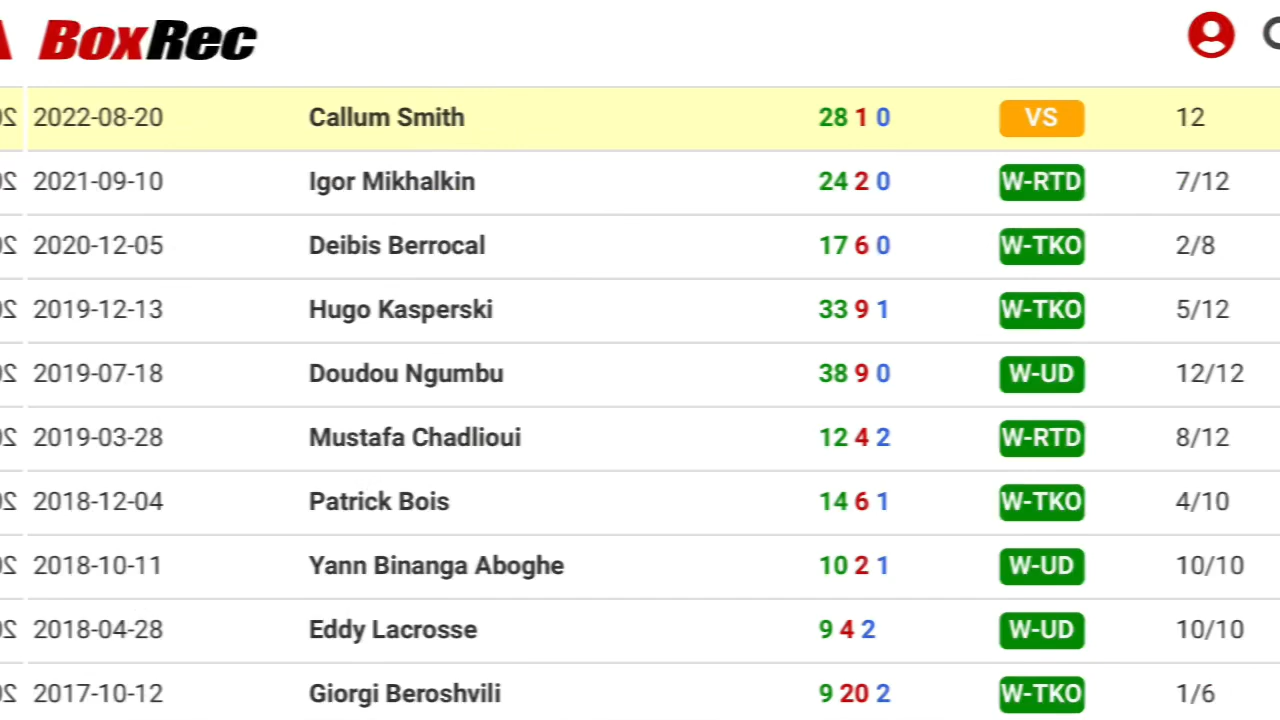 BoxRec
2022-08-20 Callum Smith 28 1 0 VS 12
2021-09-10 Igor Mikhalkin 24 2 0 W-RTD 7/12
2020-12-05 Deibis Berrocal 17 6 0 W-TKO 2/8
2019-12-13 Hugo Kasperski 33 9 1 W-TKO 5/12
2019-07-18 Doudou Ngumbu 38 9 0 W-UD 12/12
2019-03-28 Mustafa Chadlioui 12 4 2 W-RTD 8/12
2018-12-04 Patrick Bois 14 6 1 W-TKO 4/10
2018-10-11 Yann Binanga Aboghe 10 2 1 W-UD 10/10
2018-04-28 Eddy Lacrosse 9 4 2 W-UD 10/10
2017-10-12 Giorgi Beroshvili 9 20 2 W-TKO 1/6